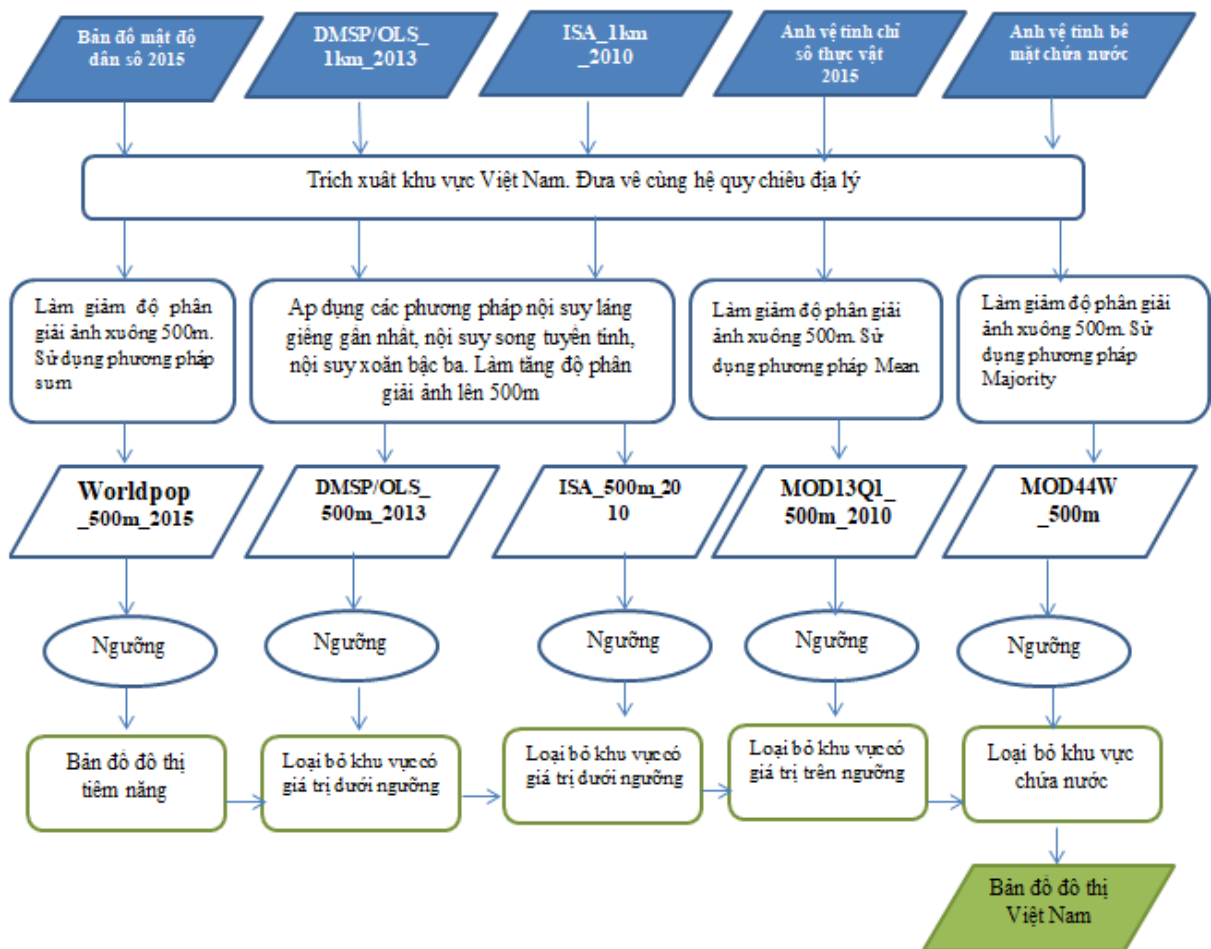 Bản đồ mật độ
dân số 2015
DMSP/OLS_
1km_2013
ISA_1km
_2010
Ảnh vệ tinh chỉ
số thực vật
2015
Ảnh vệ tinh bề
mặt chứa nước
Trích xuất khu vực Việt Nam. Đưa về cùng hệ quy chiếu địa lý
Làm giảm độ phân
giải ảnh xuống 500m.
Sử dụng phương pháp
sum
Áp dụng các phương pháp nội suy láng
giềng gần nhất, nội suy song tuyến tính,
nội suy xoắn bậc ba. Làm tăng độ phân
giải ảnh lên 500m
Làm giảm độ phân giải
ảnh xuống 500m. Sử
dụng phương pháp Mean
Làm giảm độ phân giải
ảnh xuống 500m. Sử
dụng phương pháp
Majority
Worldpop
_500m_2015
DMSP/OLS_
500m_2013
ISA_500m_20
10
MOD13Q1_
500m_2010
MOD44W
_500m
Ngưỡng
Ngưỡng
Ngưỡng
Ngưỡng
Ngưỡng
Bản đồ đô thị
tiềm năng
Loại bỏ khu vực có
giá trị dưới ngưỡng
Loại bỏ khu vực có
giá trị dưới ngưỡng
Loại bỏ khu vực có
giá trị trên ngưỡng
Loại bỏ khu vực
chứa nước
Bản đồ đô thị
Việt Nam